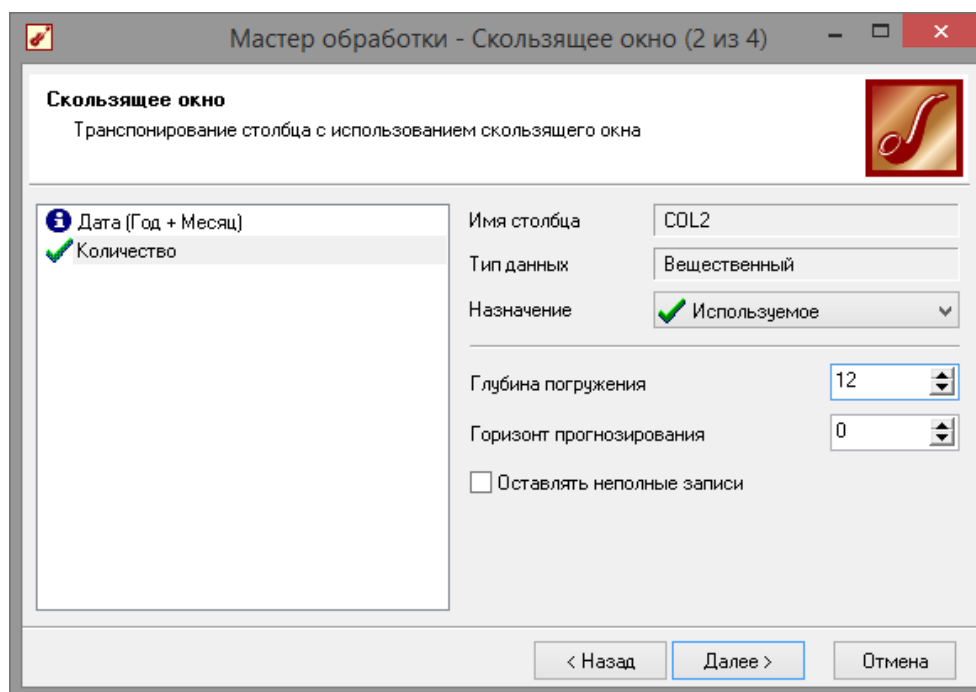 Мастер обработки - Скользящее окно (2 из 4)
Скользящее окно
Транспонирование столбца с использованием скользящего окна
Дата (Год + Месяц)
Количество
Имя столбца COL2
Тип данных Вещественный
Назначение Используемое
Глубина погружения 12
Горизонт прогнозирования 0
Оставлять неполные записи
< Назад Далее > Отмена